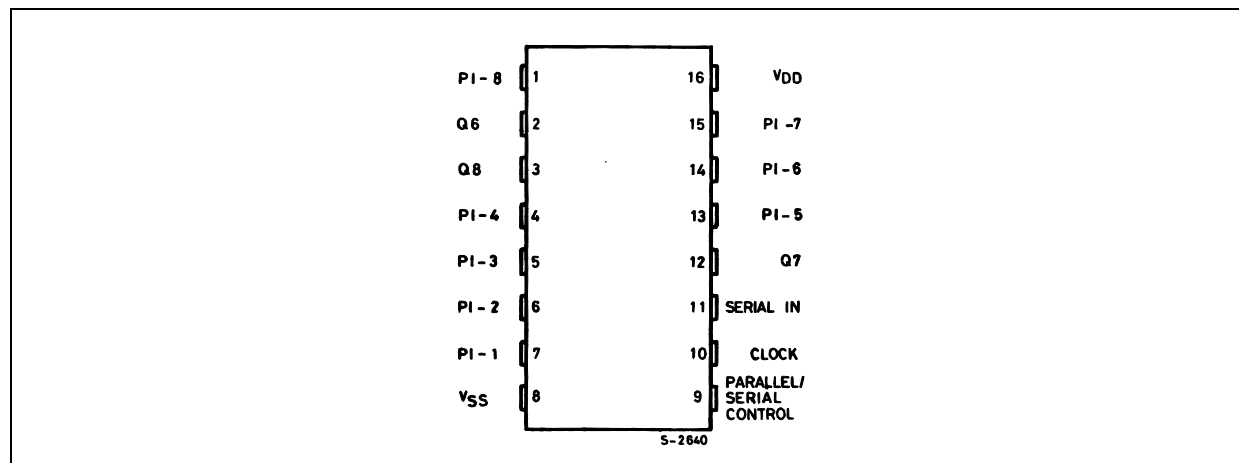 PI-8 1 16 VDD
Q6 2 15 PI-7
Q8 3 14 PI-6
PI-4 4 13 PI-5
PI-3 5 12 Q7
PI-2 6 11 SERIAL IN
PI-1 7 10 CLOCK
VSS 8 9 PARALLEL/
SERIAL
CONTROL
S-2640